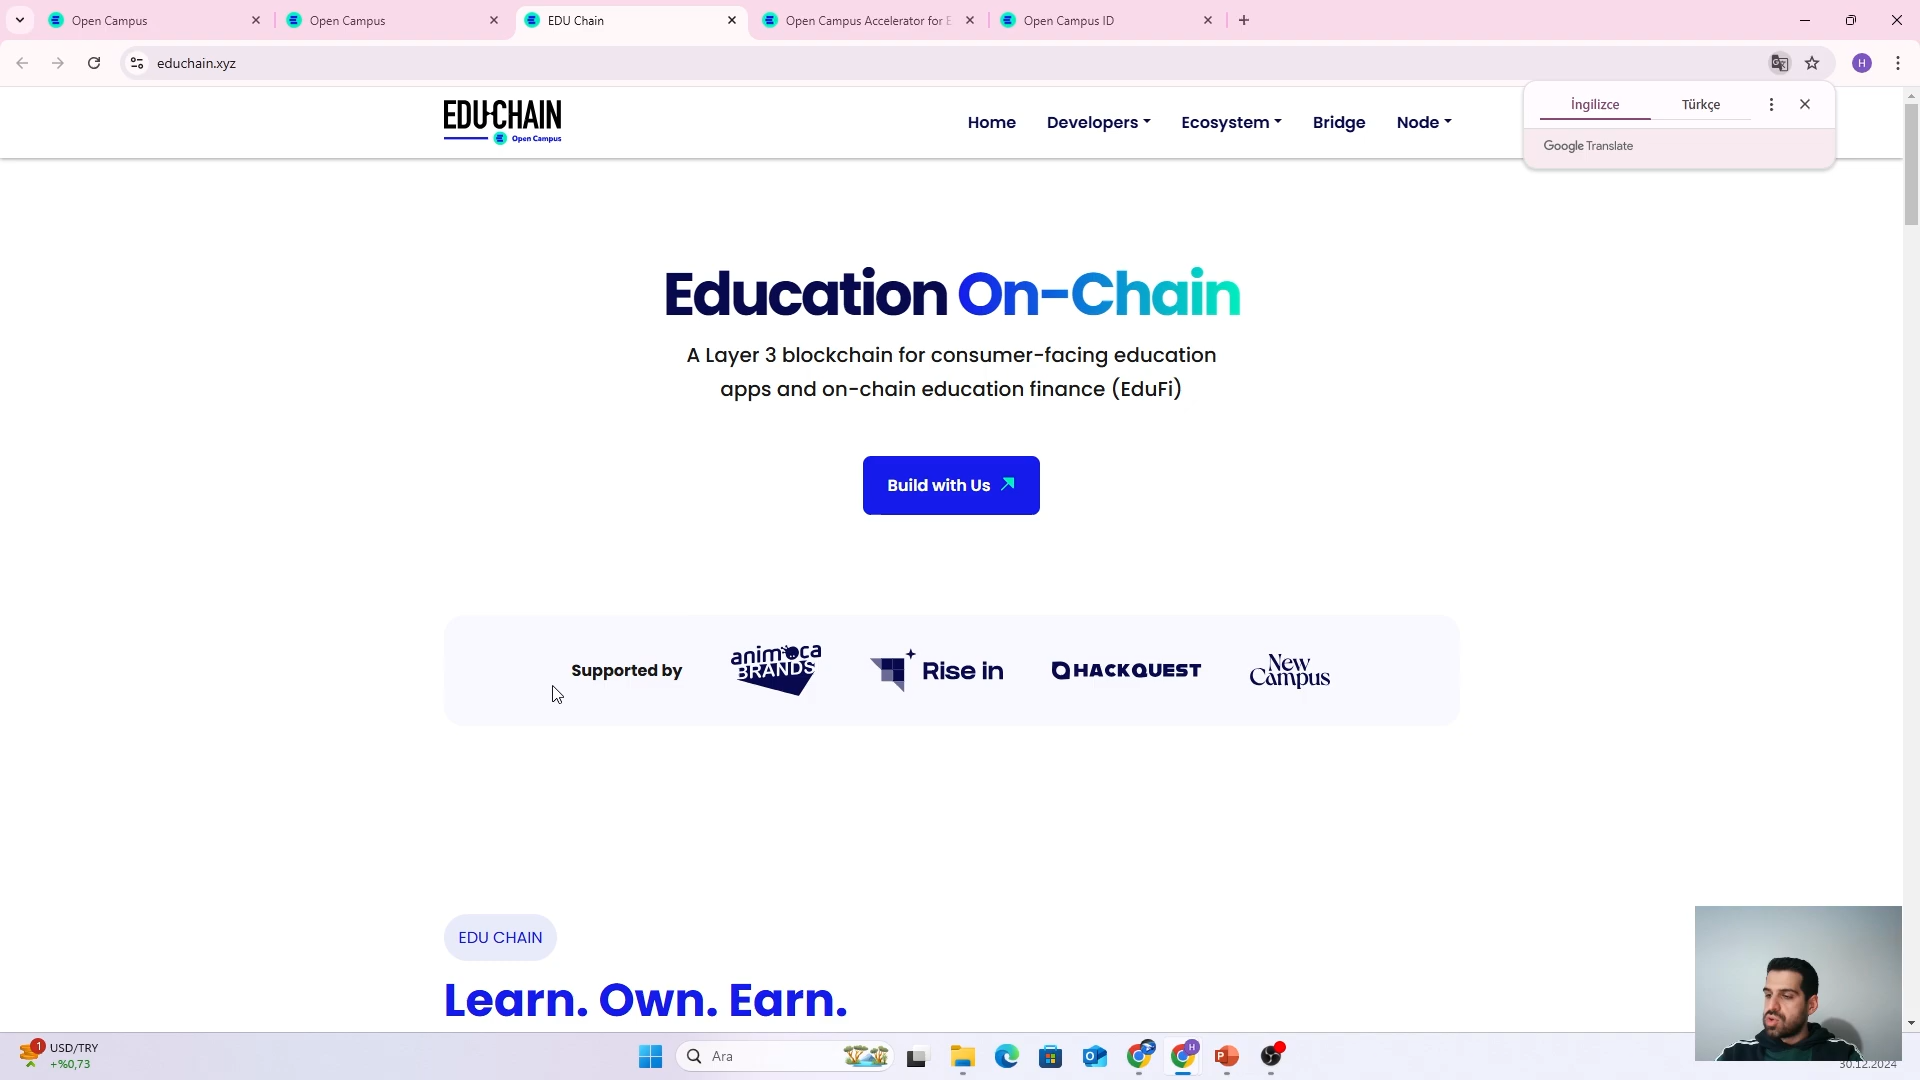 Open Campus
Open Campus
EDU Chain
Open Campus Accelerator for E
Open Campus ID
educhain.xyz
H
İngilizce
Türkçe
Google Translate
EDU-CHAIN
Open Campus
Home
Developers
Ecosystem
Bridge
Node
Education On-Chain
A Layer 3 blockchain for consumer-facing education
apps and on-chain education finance (EduFi)
Build with Us
Supported by
animoca
BRANDS
Rise in
HACKQUEST
New
Campus
EDU CHAIN
Learn. Own. Earn.
1
USD/TRY
+%0,73
Ara
H
30.12.2024